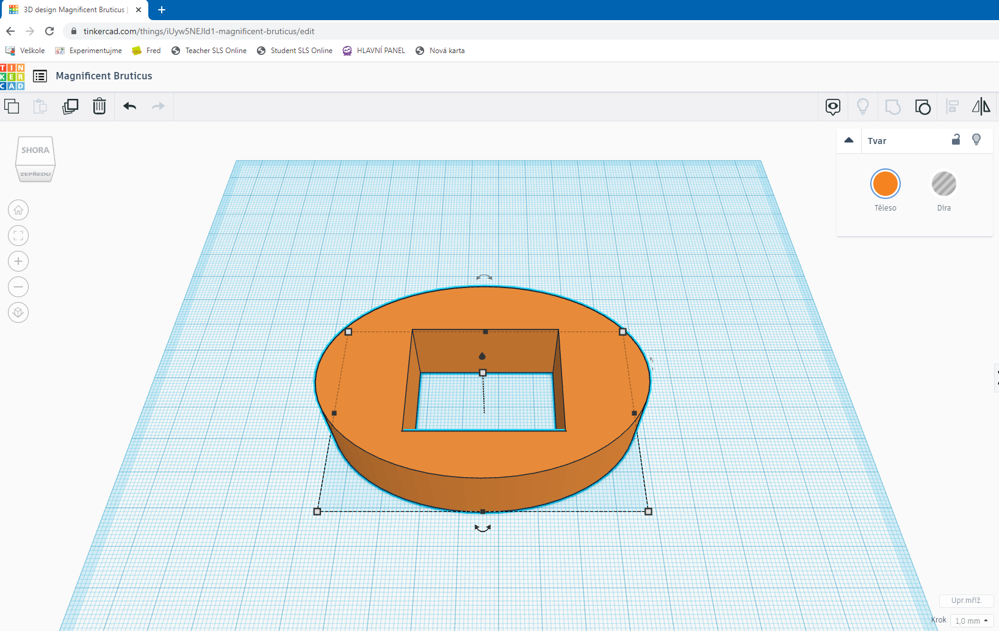 3D design Magnificent Bruticus |
tinkercad.com/things/iUyw5NEJId1-magnificent-bruticus/edit
Veškole Experimentujme Fred Teacher SLS Online Student SLS Online HLAVNÍ PANEL Nová karta
TIN
KER
CAD
Magnificent Bruticus
SHORA
ZEPŘEDU
Tvar
Těleso Díra
Upr.mříž.
Krok 1,0 mm